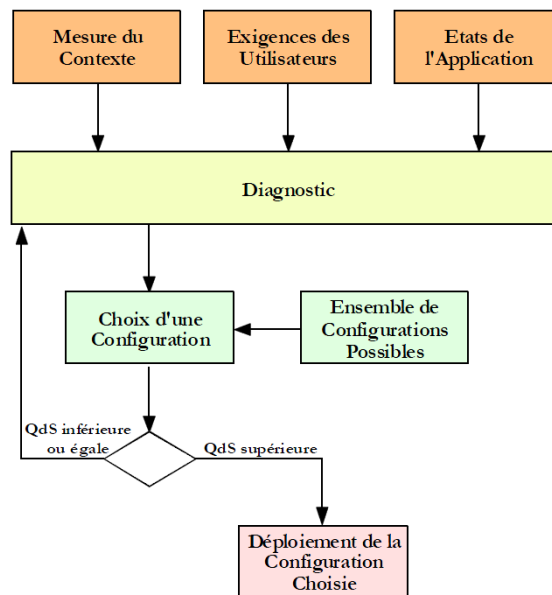 Mesure du
Contexte
Exigences des
Utilisateurs
Etats de
l'Application
Diagnostic
Choix d'une
Configuration
Ensemble de
Configurations
Possibles
QdS inférieure
ou égale
QdS supérieure
Déploiement de la
Configuration
Choisie